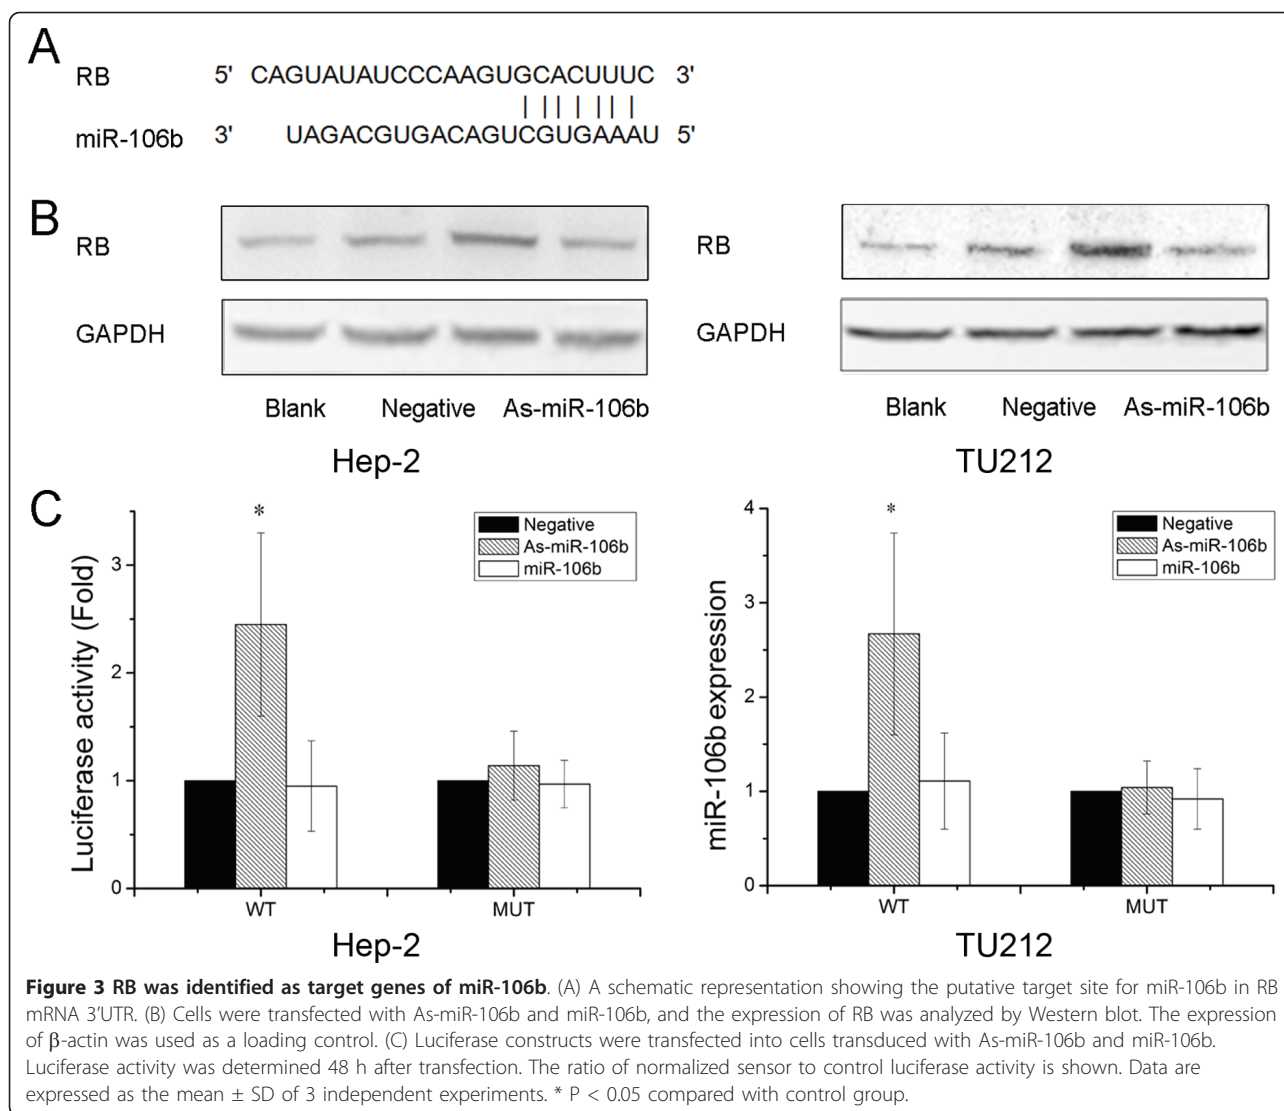 A
RB 5' CAGUAUAUCCCAAGUGCACUUUC 3'
miR-106b 3' UAGACGUGACAGUCGUGAAAU 5'
B
RB
GAPDH
Blank Negative As-miR-106b
Hep-2
RB
GAPDH
Blank Negative As-miR-106b
TU212
C
Luciferase activity (Fold)
3
2
1
0
*
Negative
As-miR-106b
miR-106b
WT MUT
Hep-2
miR-106b expression
4
3
2
1
0
*
Negative
As-miR-106b
miR-106b
WT MUT
TU212
Figure 3 RB was identified as target genes of miR-106b. (A) A schematic representation showing the putative target site for miR-106b in RB
mRNA 3'UTR. (B) Cells were transfected with As-miR-106b and miR-106b, and the expression of RB was analyzed by Western blot. The expression
of β-actin was used as a loading control. (C) Luciferase constructs were transfected into cells transduced with As-miR-106b and miR-106b.
Luciferase activity was determined 48 h after transfection. The ratio of normalized sensor to control luciferase activity is shown. Data are
expressed as the mean ± SD of 3 independent experiments. * P < 0.05 compared with control group.